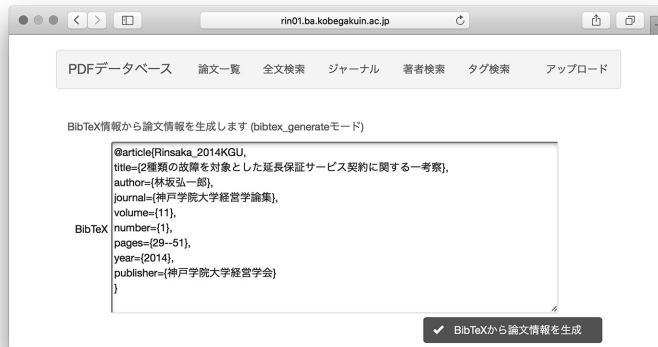 rin01.ba.kobegakuin.ac.jp
PDFデータベース 論文一覧 全文検索 ジャーナル 著者検索 タグ検索 アップロード
BibTeX情報から論文情報を生成します (bibtex_generateモード)
BibTeX
@article{Rinsaka_2014KGU,
title={2種類の故障を対象とした延長保証サービス契約に関する一考察},
author={林坂弘一郎},
journal={神戸学院大学経営学論集},
volume={11},
number={1},
pages={29--51},
year={2014},
publisher={神戸学院大学経営学会}
}
BibTeXから論文情報を生成